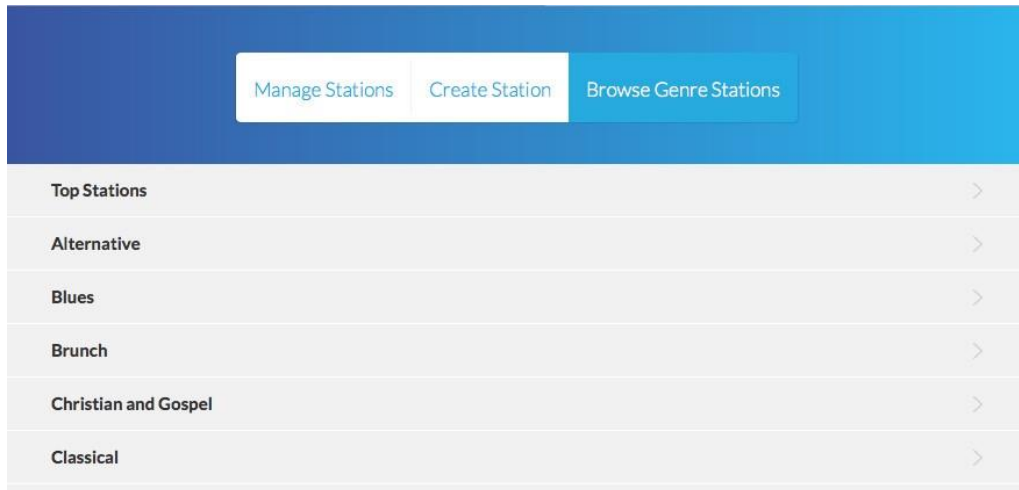 Manage Stations Create Station Browse Genre Stations
Top Stations
Alternative
Blues
Brunch
Christian and Gospel
Classical